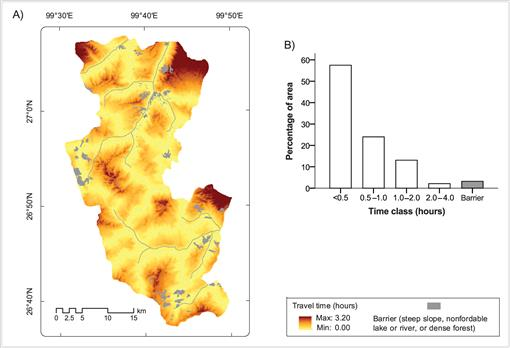 A)
99°30'E 99°40'E 99°50'E
27°0'N
26°50'N
26°40'N
0 2.5 5 10 15
km
B)
Percentage of area
60
50
40
30
20
10
0
<0.5 0.5–1.0 1.0–2.0 2.0–4.0 Barrier
Time class (hours)
Travel time (hours)
Max: 3.20
Min: 0.00
Barrier (steep slope, nonfordable
lake or river, or dense forest)